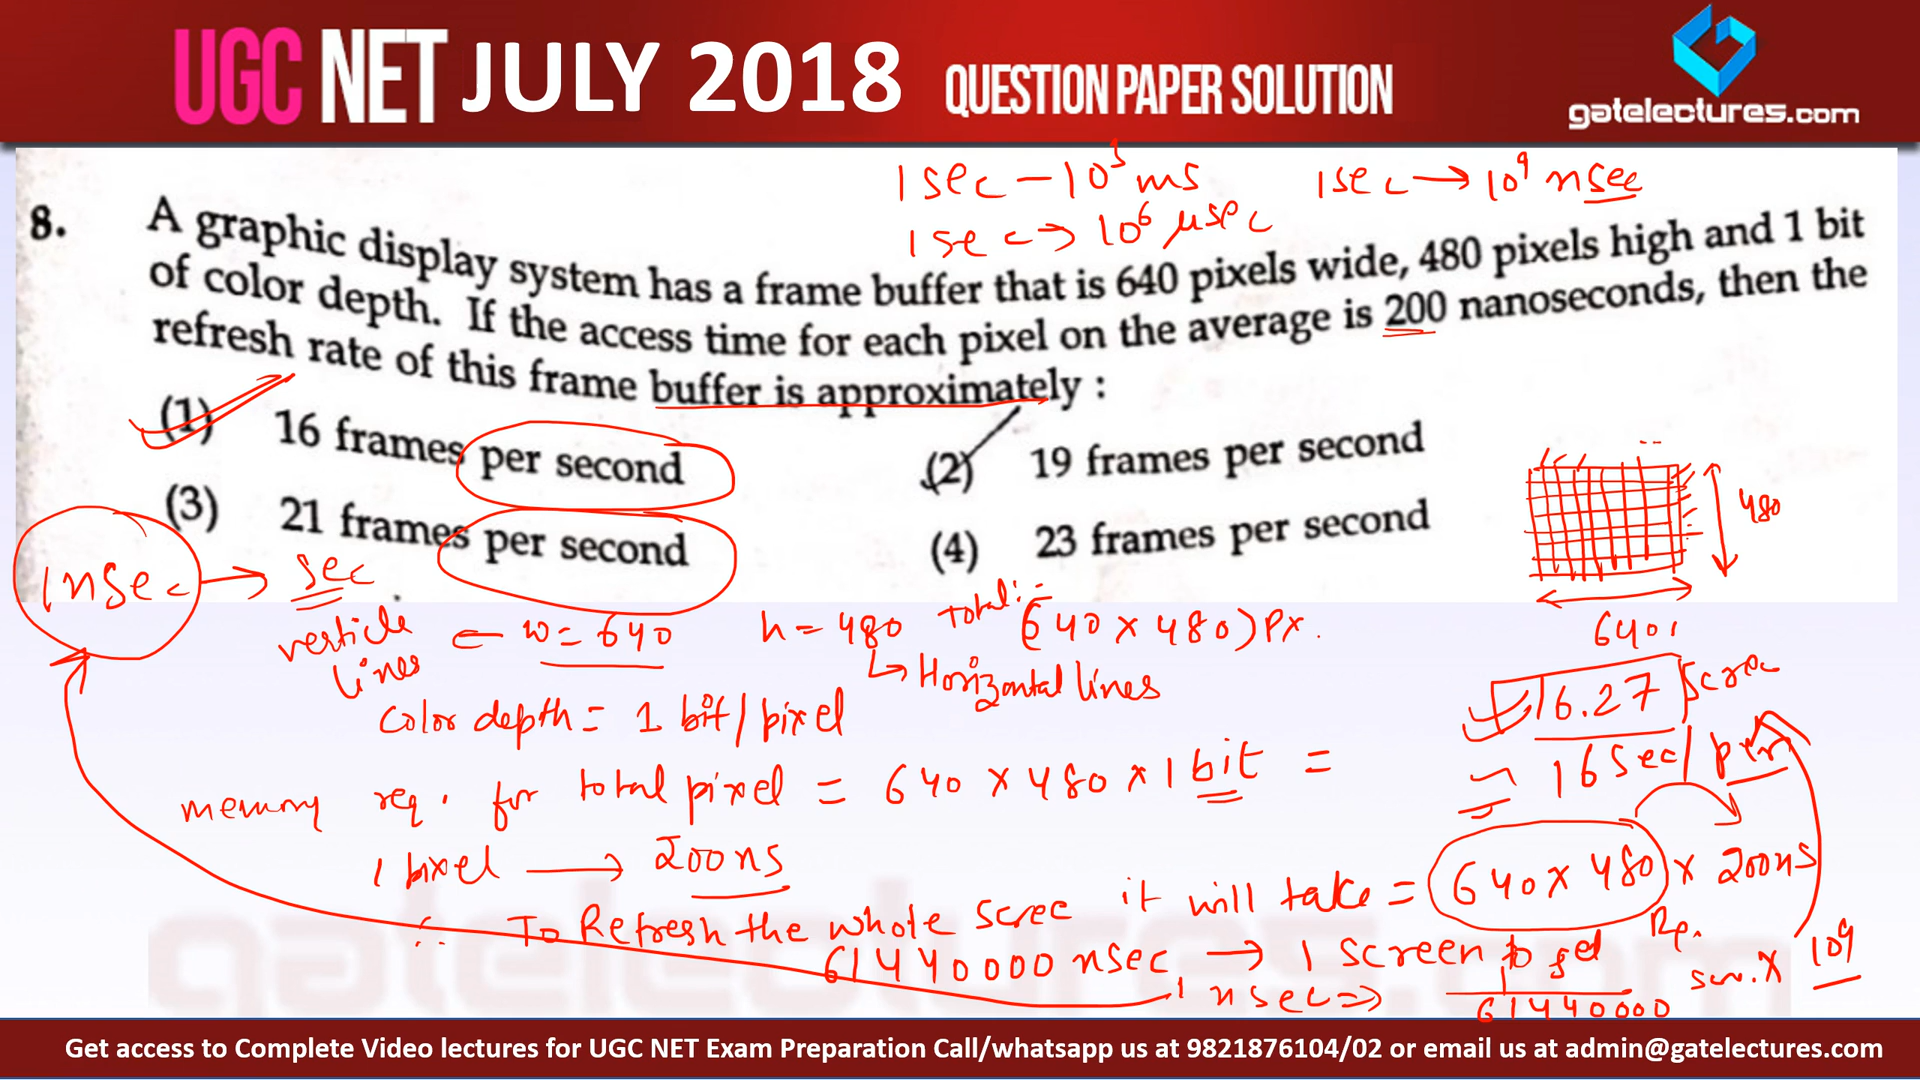 UGC NET JULY 2018 QUESTION PAPER SOLUTION
gatelectures.com
1 sec - 10³ ms
1 sec → 10⁹ nsec
1 sec → 10⁶ μsec
8. A graphic display system has a frame buffer that is 640 pixels wide, 480 pixels high and 1 bit
of color depth. If the access time for each pixel on the average is 200 nanoseconds, then the
refresh rate of this frame buffer is approximately :
(1) 16 frames per second
(2) 19 frames per second
(3) 21 frames per second
(4) 23 frames per second
480
640
1 nsec → sec
verticle lines ← w = 640
h = 480
↳ Horizontal lines
total :- (640 x 480) Px.
color depth = 1 bit/pixel
16.27 scree
≈ 16 sec/ per
memory req. for total pixel = 640 x 480 x 1 bit =
1 pixel → 200 ns
∴ To Refresh the whole scree it will take = 640 x 480 x 200ns
61440000 nsec → 1 screen to get Re.
1 nsec ⇒ 1/61440000 scr. x 10⁹
gatelectures.com
Get access to Complete Video lectures for UGC NET Exam Preparation Call/whatsapp us at 9821876104/02 or email us at admin@gatelectures.com